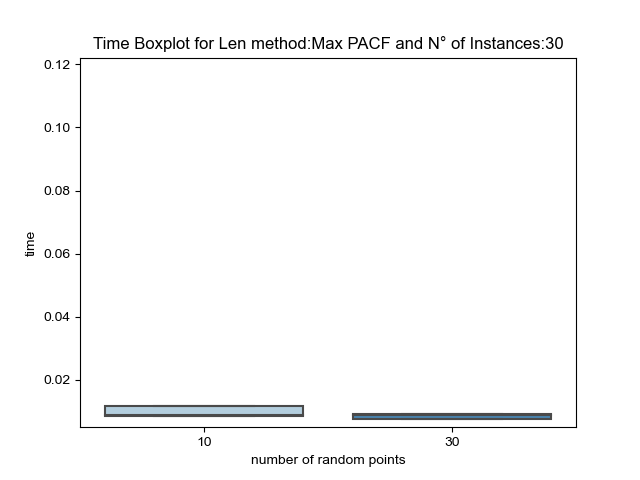 Time Boxplot for Len method:Max PACF and N° of Instances:30
0.12
0.10
0.08
0.06
0.04
0.02
time
10 30
number of random points